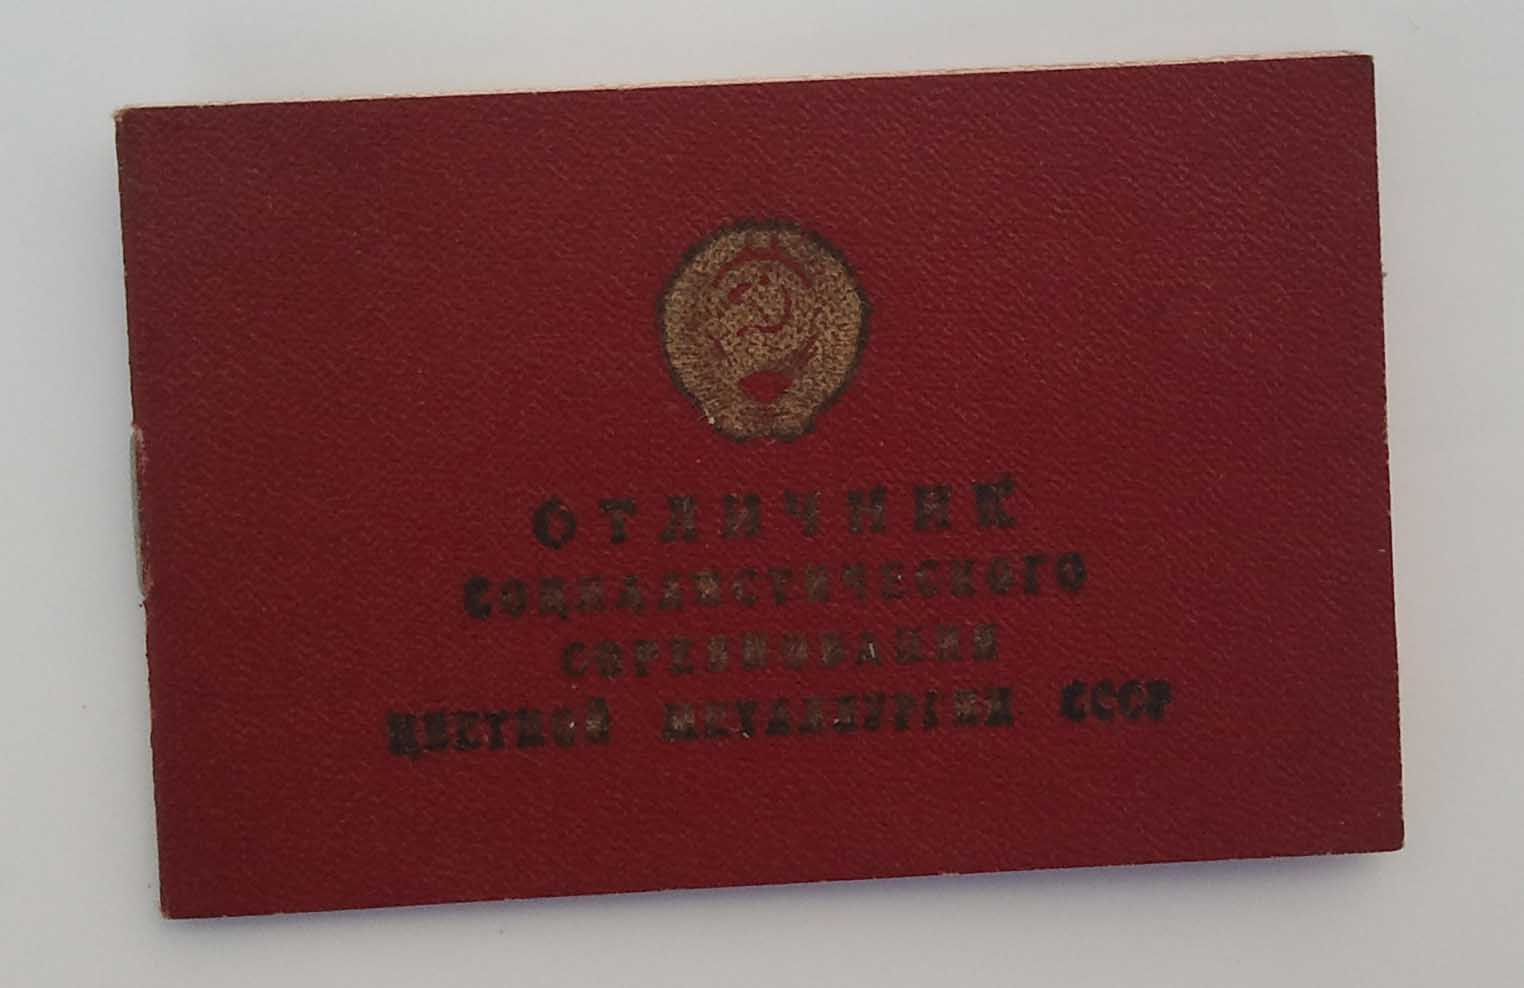 ОТЛИЧНИК
СОЦИАЛИСТИЧЕСКОГО
СОРЕВНОВАНИЯ
ЦВЕТНОЙ МЕТАЛЛУРГИИ СССР